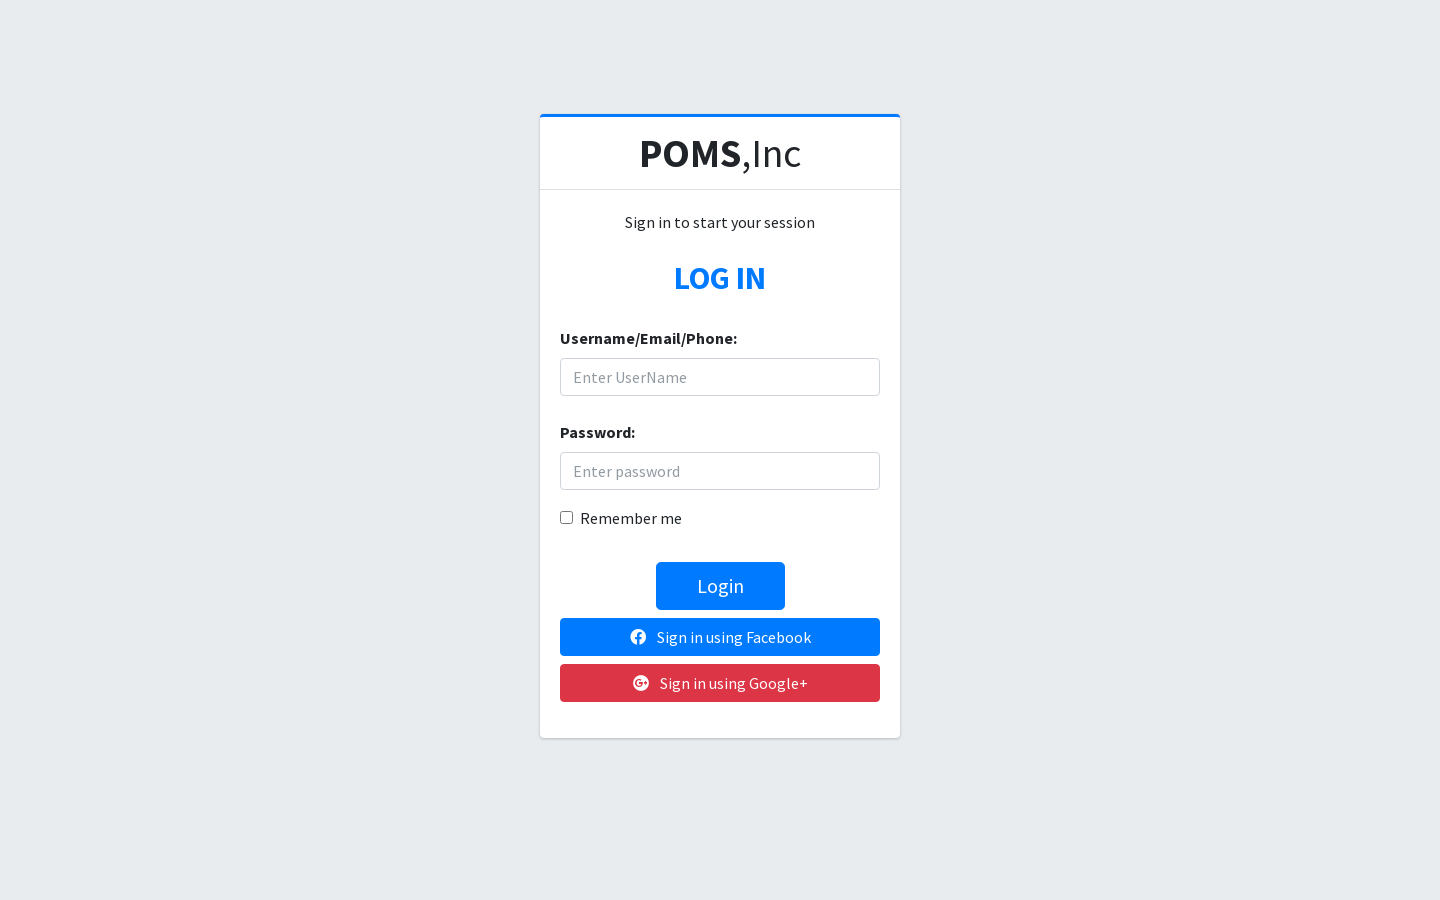 POMS,Inc
Sign in to start your session
LOG IN
Username/Email/Phone:
Enter UserName
Password:
Enter password
Remember me
Login
Sign in using Facebook
Sign in using Google+